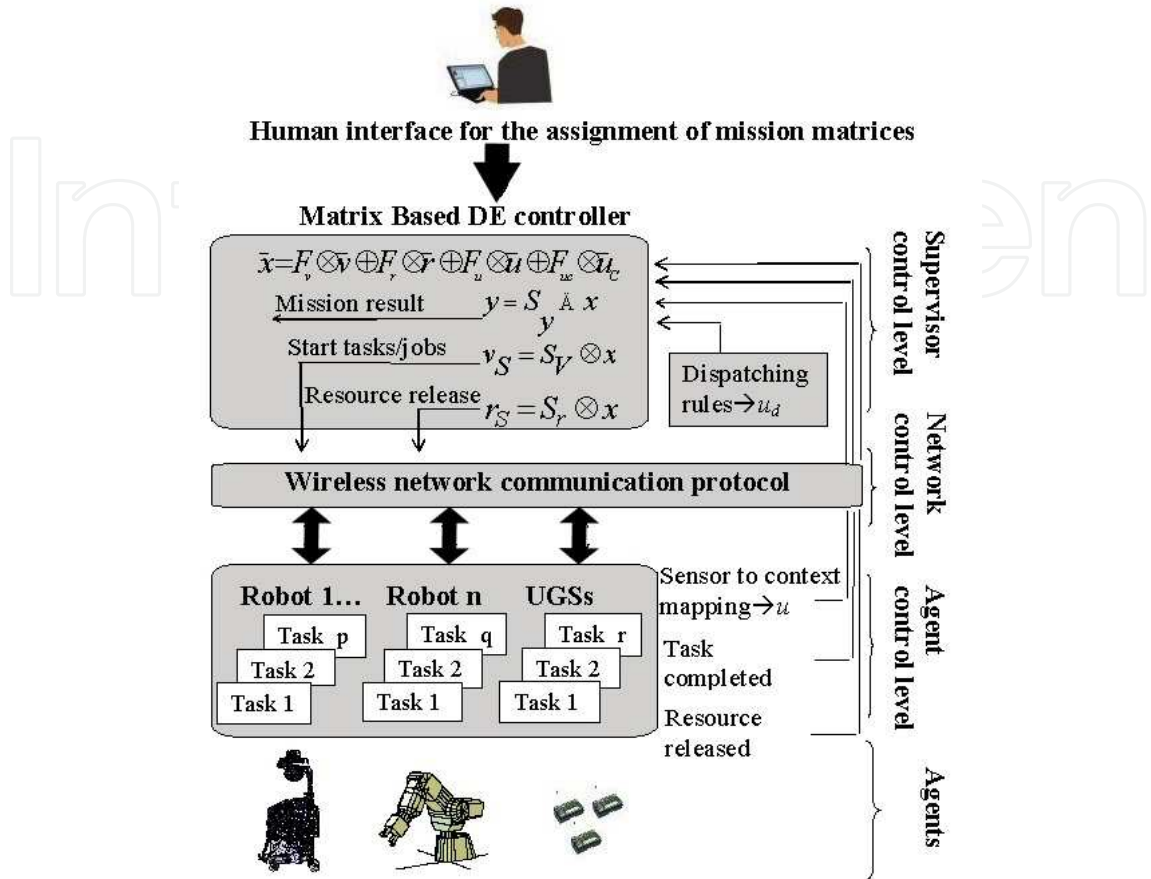 Human interface for the assignment of mission matrices
Matrix Based DE controller
x̄=F_v⊗v̄⊕F_r⊗r̄⊕F_u⊗ū⊕F_uc⊗ū_C
Mission result
y = S_y Ä x
Start tasks/jobs
v_S = S_V ⊗ x
Resource release
r_S = S_r ⊗ x
Dispatching
rules→u_d
Supervisor
control level
Wireless network communication protocol
Network
control level
Robot 1…
Task p
Task 2
Task 1
Robot n
Task q
Task 2
Task 1
UGSs
Task r
Task 2
Task 1
Sensor to context
mapping→u
Task
completed
Resource
released
Agent
control level
Agents